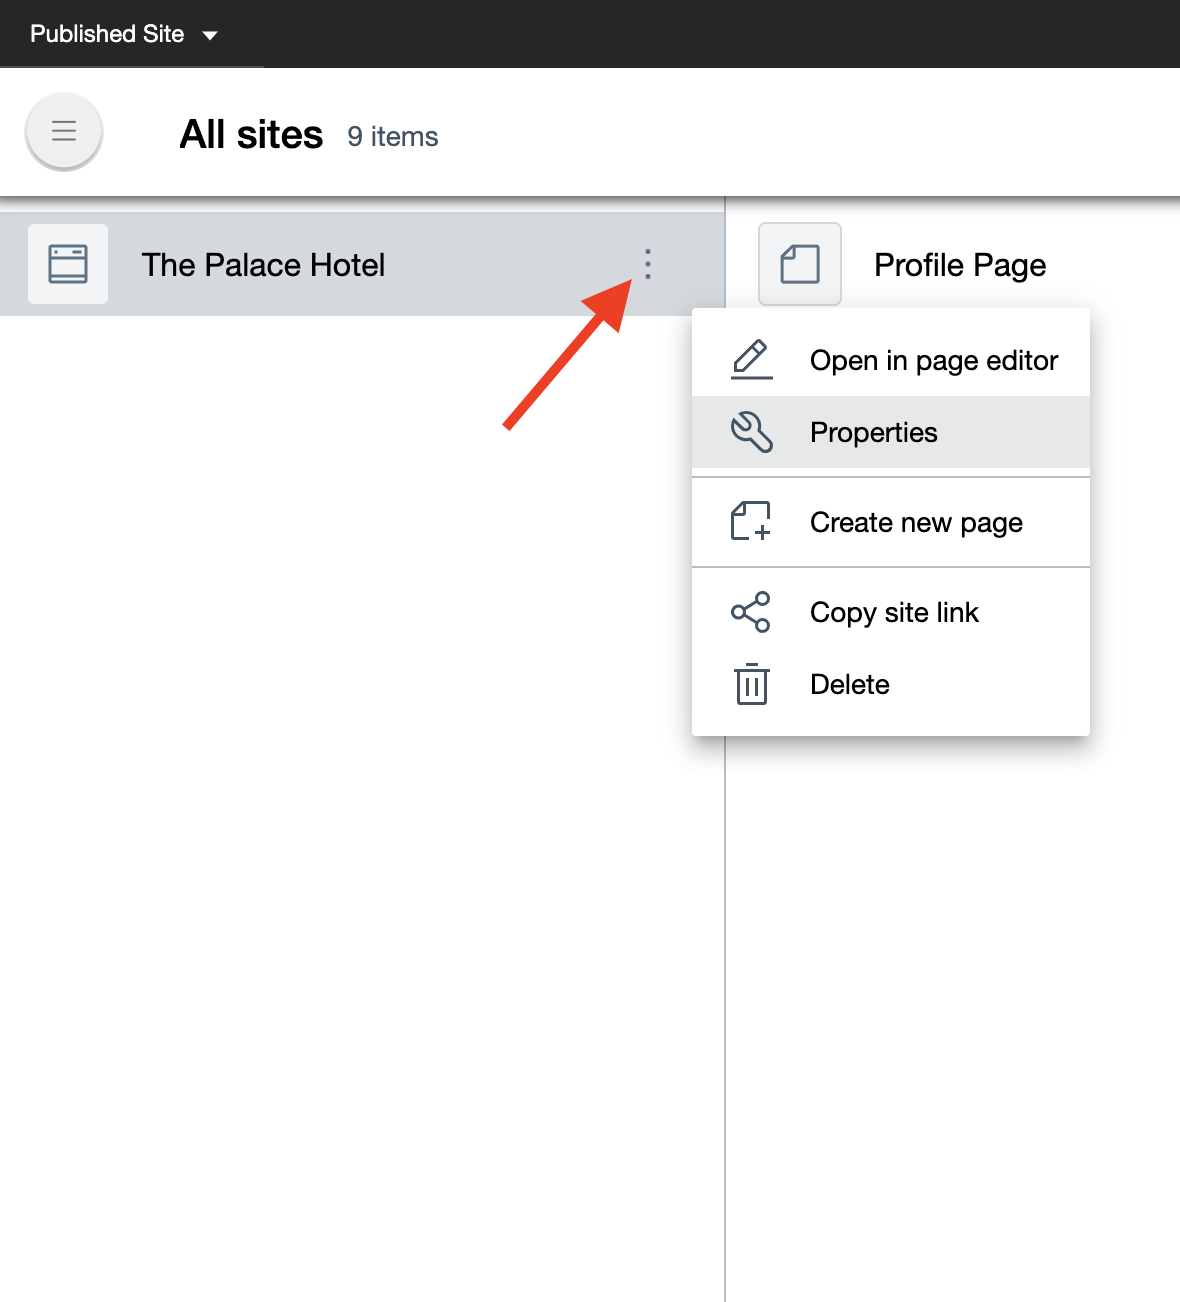 Published Site
All sites 9 items
The Palace Hotel
Profile Page
Open in page editor
Properties
Create new page
Copy site link
Delete